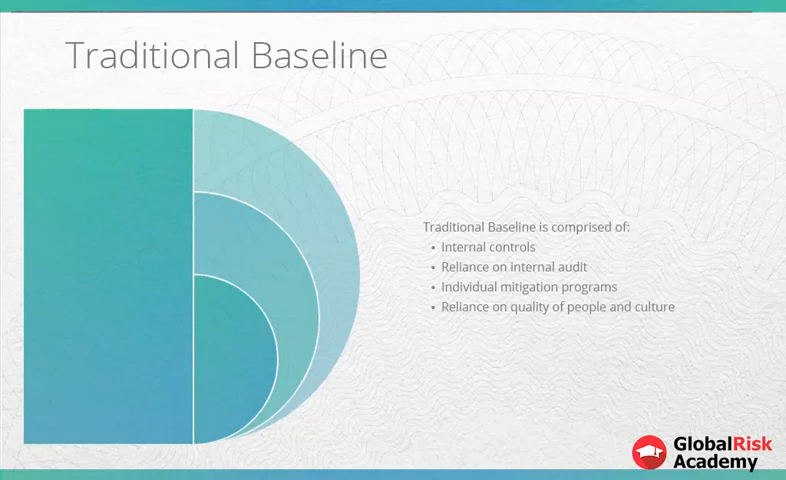 Traditional Baseline
Traditional Baseline is comprised of:
• Internal controls
• Reliance on internal audit
• Individual mitigation programs
• Reliance on quality of people and culture
GlobalRisk
Academy